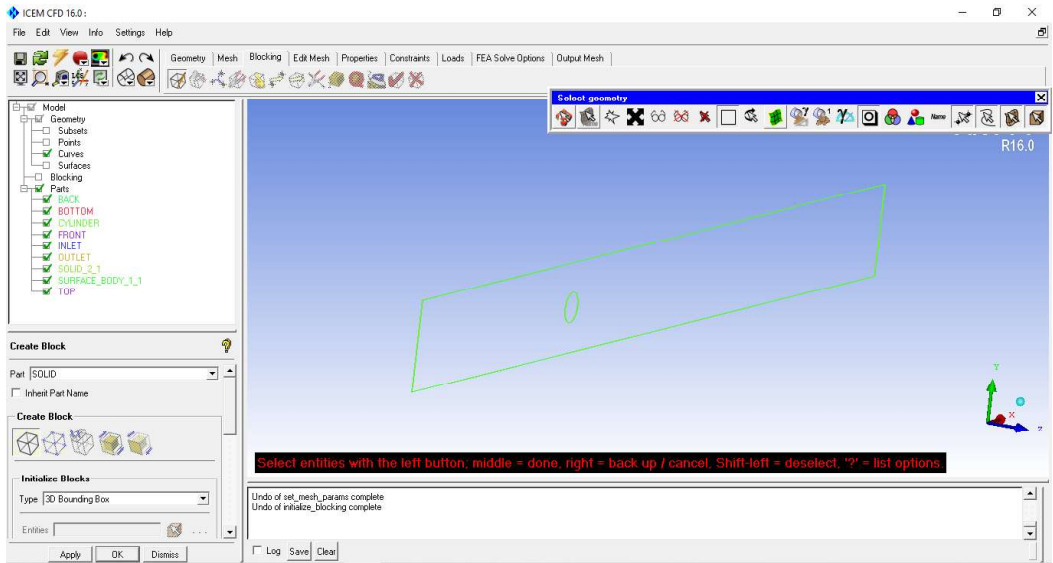 ICEM CFD 16.0 :
File Edit View Info Settings Help
Geometry Mesh Blocking Edit Mesh Properties Constraints Loads FEA Solve Options Output Mesh
Select geometry
Name
R16.0
Model
Geometry
Subsets
Points
Curves
Surfaces
Blocking
Parts
BACK
BOTTOM
CYLINDER
FRONT
INLET
OUTLET
SOLID_2_1
SURFACE_BODY_1_1
TOP
Create Block
Part SOLID
Inherit Part Name
Create Block
Initialize Blocks
Type 3D Bounding Box
Entities ...
Apply OK Dismiss
Y
X
Z
Select entities with the left button, middle = done, right = back up / cancel, Shift-left = deselect, '?' = list options.
Undo of set_mesh_params complete
Undo of initialize_blocking complete
Log Save Clear